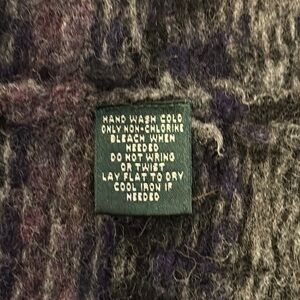 HAND WASH COLD
ONLY NON-CHLORINE
BLEACH WHEN
NEEDED
DO NOT WRING
OR TWIST
LAY FLAT TO DRY
COOL IRON IF
NEEDED